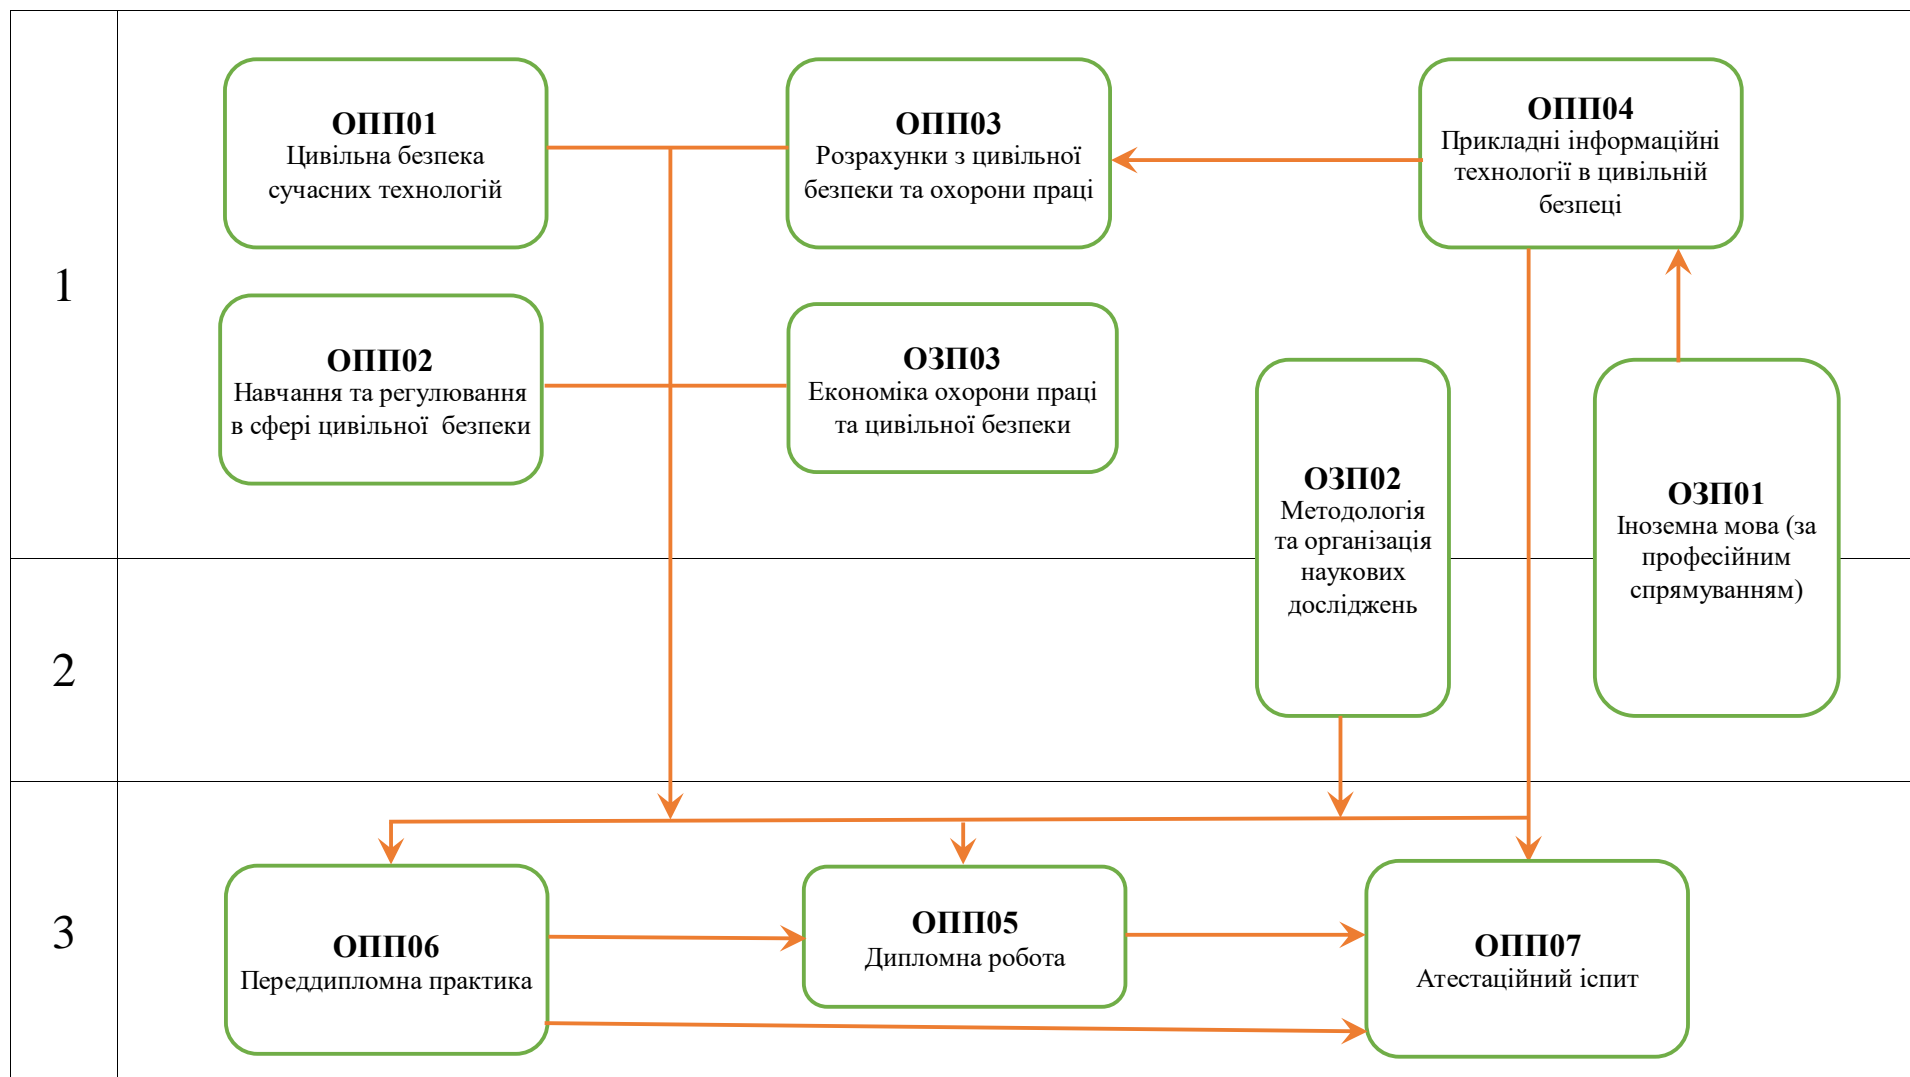 1
ОПП01
Цивільна безпека
сучасних технологій
ОПП03
Розрахунки з цивільної
безпеки та охорони праці
ОПП04
Прикладні інформаційні
технології в цивільній
безпеці
ОПП02
Навчання та регулювання
в сфері цивільної безпеки
ОЗП03
Економіка охорони праці
та цивільної безпеки
ОЗП02
Методологія
та організація
наукових
досліджень
ОЗП01
Іноземна мова (за
професійним
спрямуванням)
2
3
ОПП06
Переддипломна практика
ОПП05
Дипломна робота
ОПП07
Атестаційний іспит